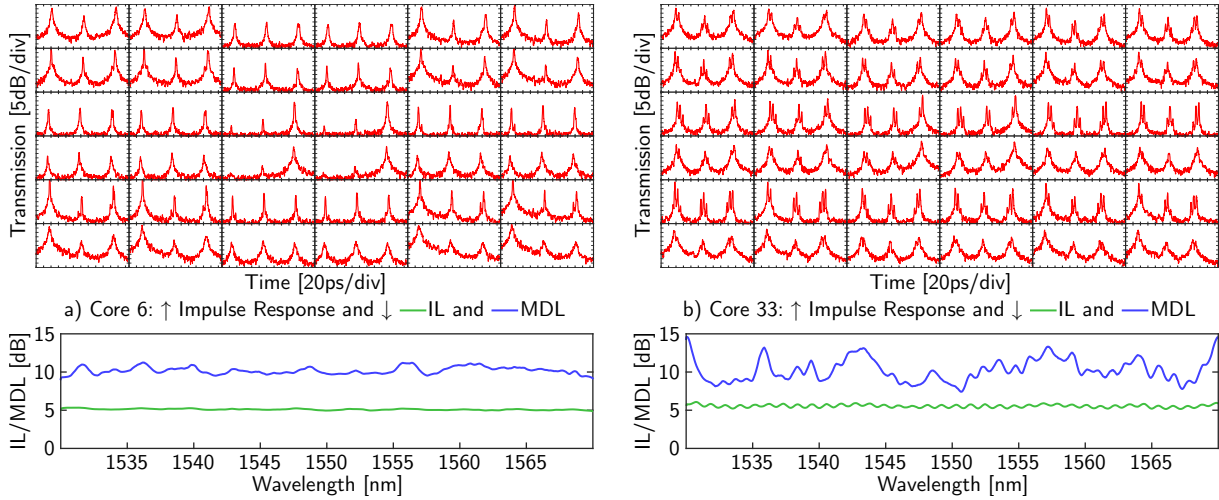 Transmission [5dB/div]
Time [20ps/div]
a) Core 6: ↑ Impulse Response and ↓ IL and MDL
IL/MDL [dB]
15
10
5
0
1535 1540 1545 1550 1555 1560 1565
Wavelength [nm]
Transmission [5dB/div]
Time [20ps/div]
b) Core 33: ↑ Impulse Response and ↓ IL and MDL
IL/MDL [dB]
15
10
5
0
1535 1540 1545 1550 1555 1560 1565
Wavelength [nm]